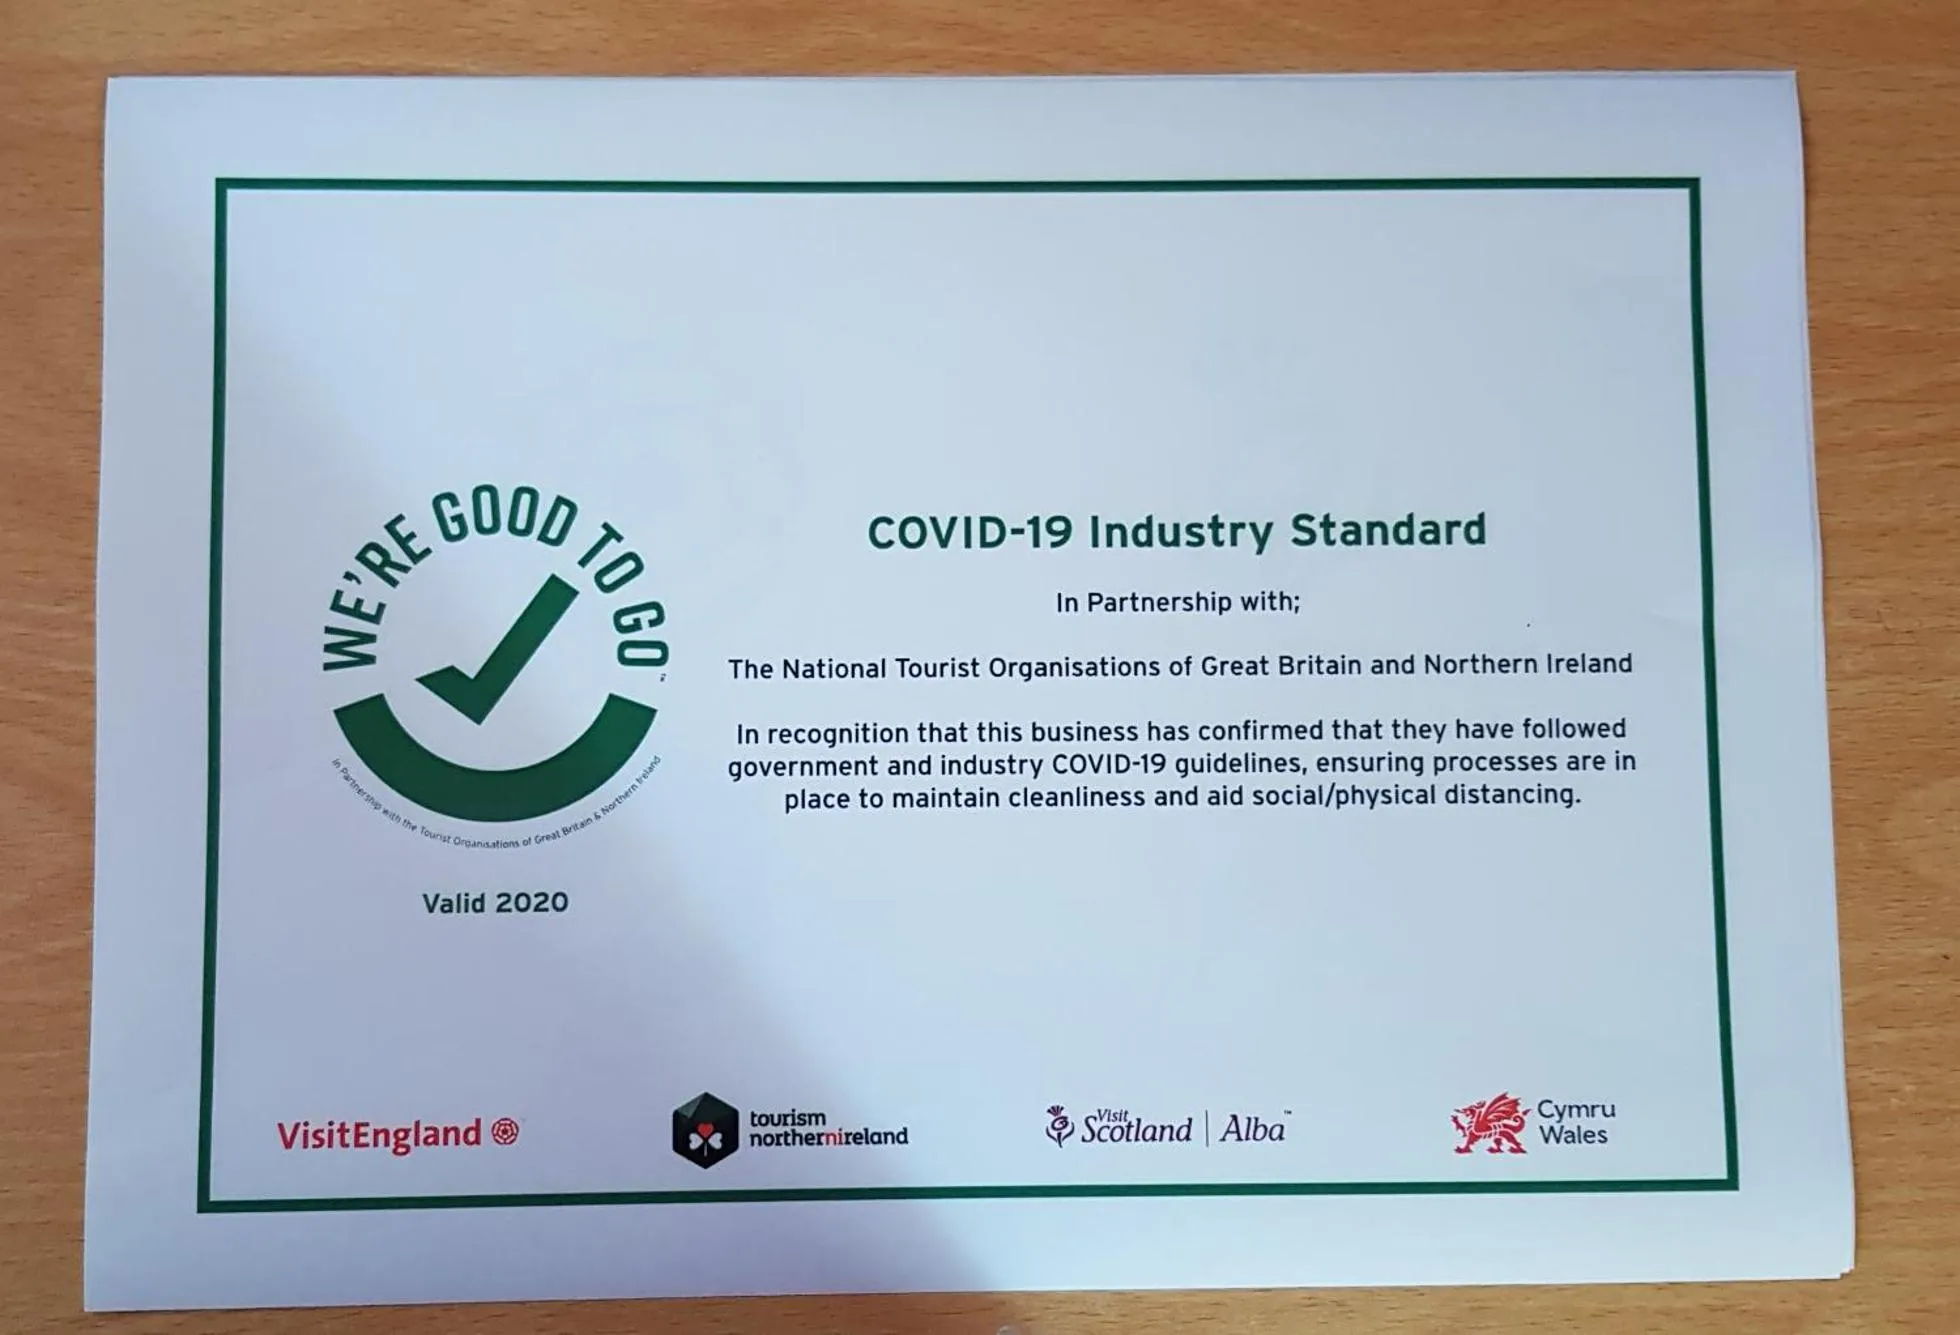 WE'RE GOOD TO GO
™
In Partnership with the Tourist Organisations of Great Britain & Northern Ireland
Valid 2020
COVID-19 Industry Standard
In Partnership with;
The National Tourist Organisations of Great Britain and Northern Ireland
In recognition that this business has confirmed that they have followed
government and industry COVID-19 guidelines, ensuring processes are in
place to maintain cleanliness and aid social/physical distancing.
VisitEngland
tourism
northernireland
Visit
Scotland | Alba™
Cymru
Wales